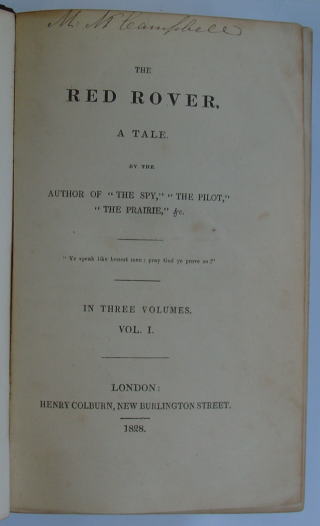 Campbell
THE
RED ROVER,
A TALE.
BY THE
AUTHOR OF "THE SPY," "THE PILOT,"
"THE PRAIRIE," &c.
"Ye speak like honest men: pray God ye prove so!"
IN THREE VOLUMES.
VOL. I.
LONDON:
HENRY COLBURN, NEW BURLINGTON STREET.
1828.